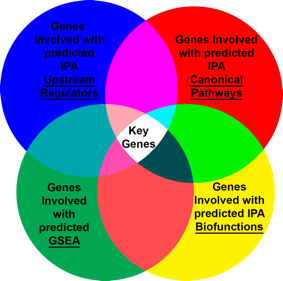 Genes
Involved with
predicted
IPA
Upstream
Regulators
Genes
Involved with
predicted IPA
Canonical
Pathways
Key
Genes
Genes
Involved
with
predicted
GSEA
Genes
Involved with
predicted IPA
Biofunctions